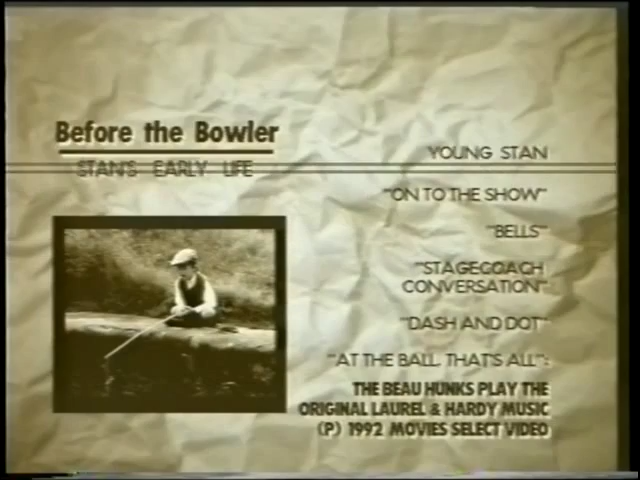 Before the Bowler
STAN'S EARLY LIFE
YOUNG STAN
"ON TO THE SHOW"
"BELLS"
"STAGECOACH
CONVERSATION"
"DASH AND DOT"
"AT THE BALL, THAT'S ALL":
THE BEAU HUNKS PLAY THE
ORIGINAL LAUREL & HARDY MUSIC
(P) 1992 MOVIES SELECT VIDEO